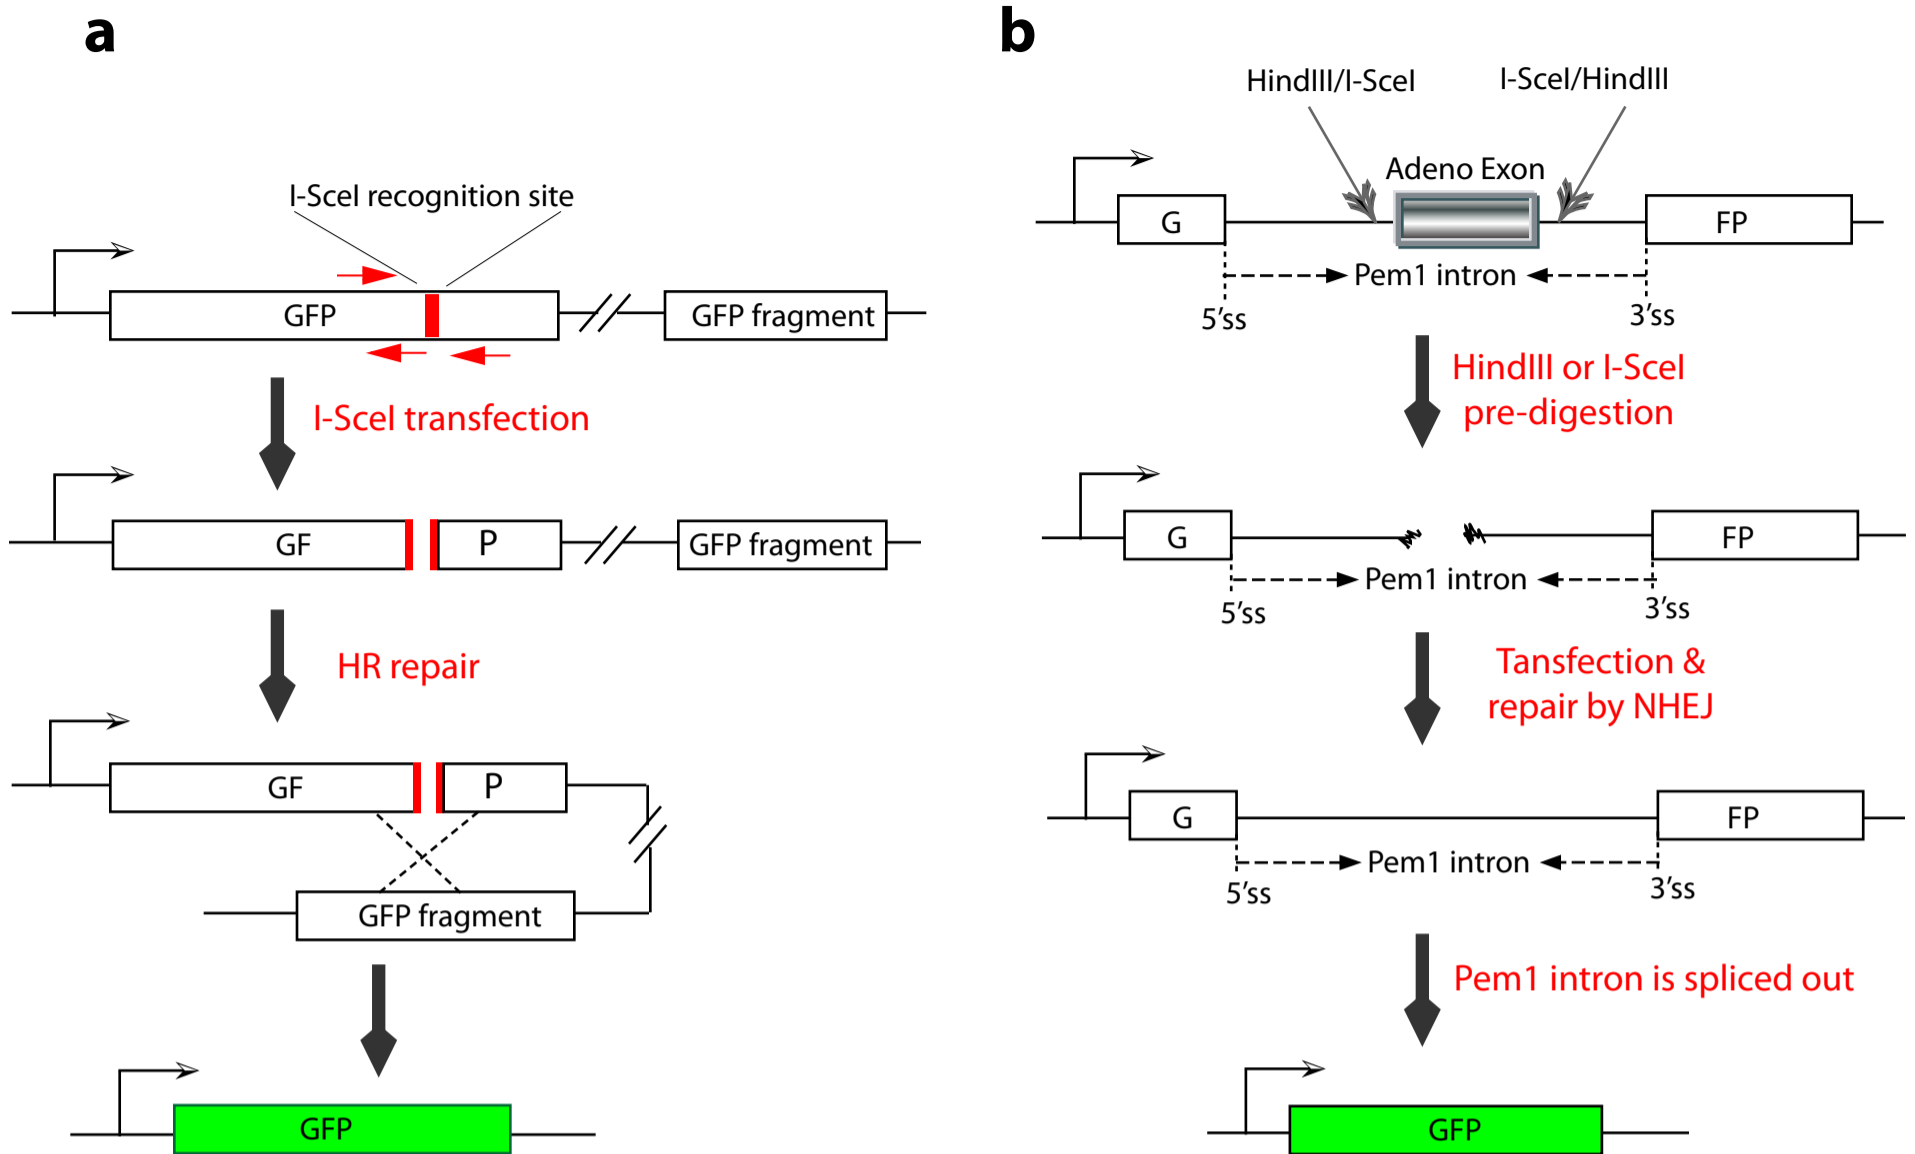 a
I-SceI recognition site
GFP
GFP fragment
I-SceI transfection
GF
P
GFP fragment
HR repair
GF
P
GFP fragment
GFP
b
HindIII/I-SceI
I-SceI/HindIII
Adeno Exon
G
FP
Pem1 intron
5’ss
3’ss
HindIII or I-SceI
pre-digestion
G
FP
Pem1 intron
5’ss
3’ss
Tansfection &
repair by NHEJ
G
FP
Pem1 intron
5’ss
3’ss
Pem1 intron is spliced out
GFP